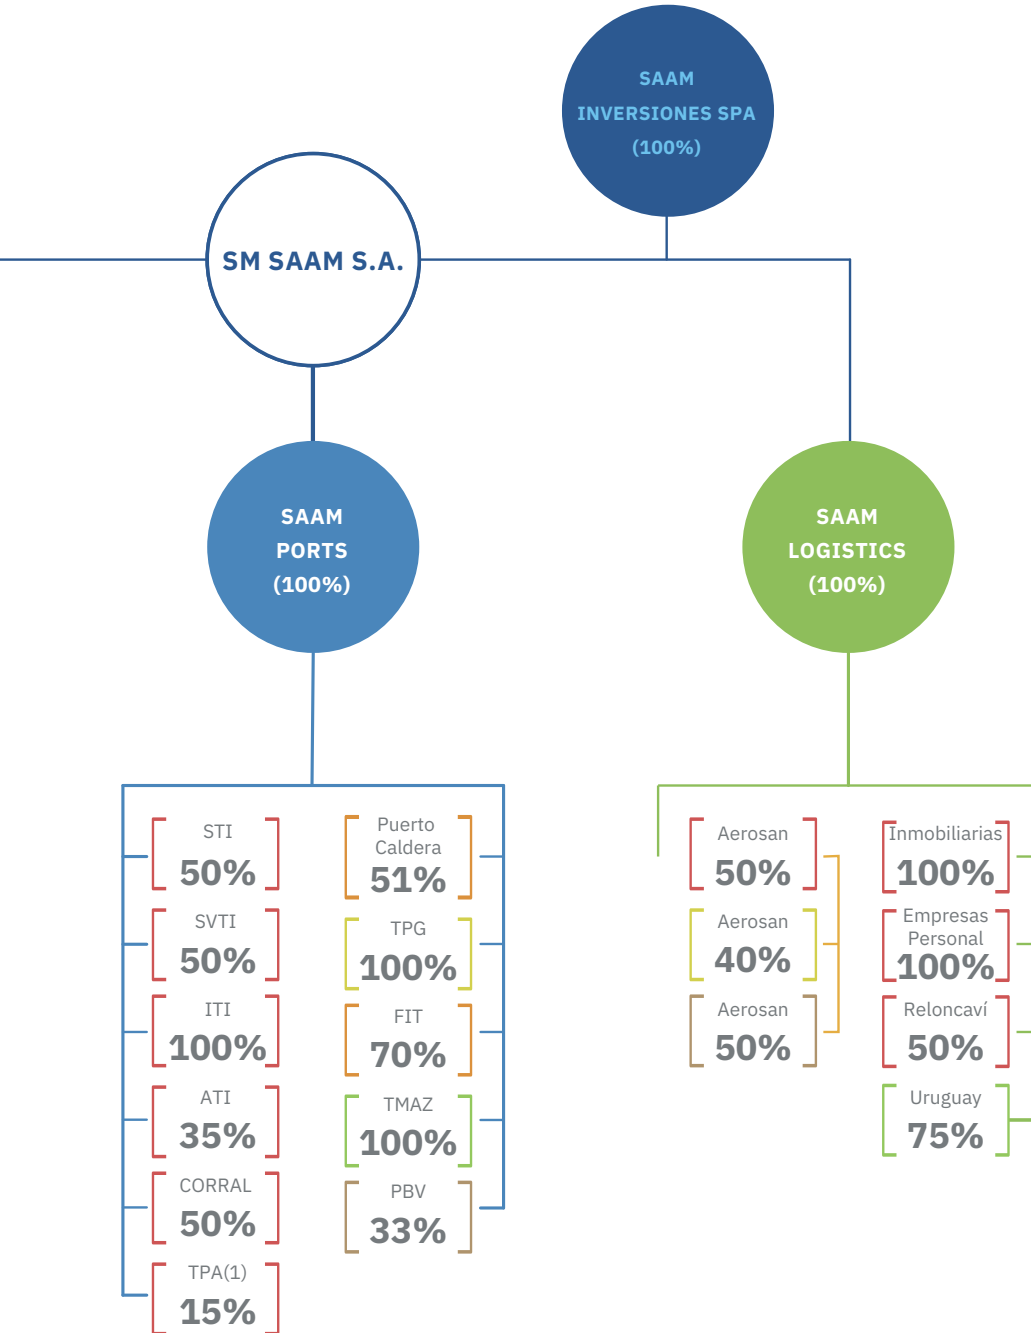 SAAM
INVERSIONES SPA
(100%)
SM SAAM S.A.
SAAM
PORTS
(100%)
SAAM
LOGISTICS
(100%)
STI
50%
SVTI
50%
ITI
100%
ATI
35%
CORRAL
50%
TPA(1)
15%
Puerto
Caldera
51%
TPG
100%
FIT
70%
TMAZ
100%
PBV
33%
Aerosan
50%
Aerosan
40%
Aerosan
50%
Inmobiliarias
100%
Empresas
Personal
100%
Reloncaví
50%
Uruguay
75%